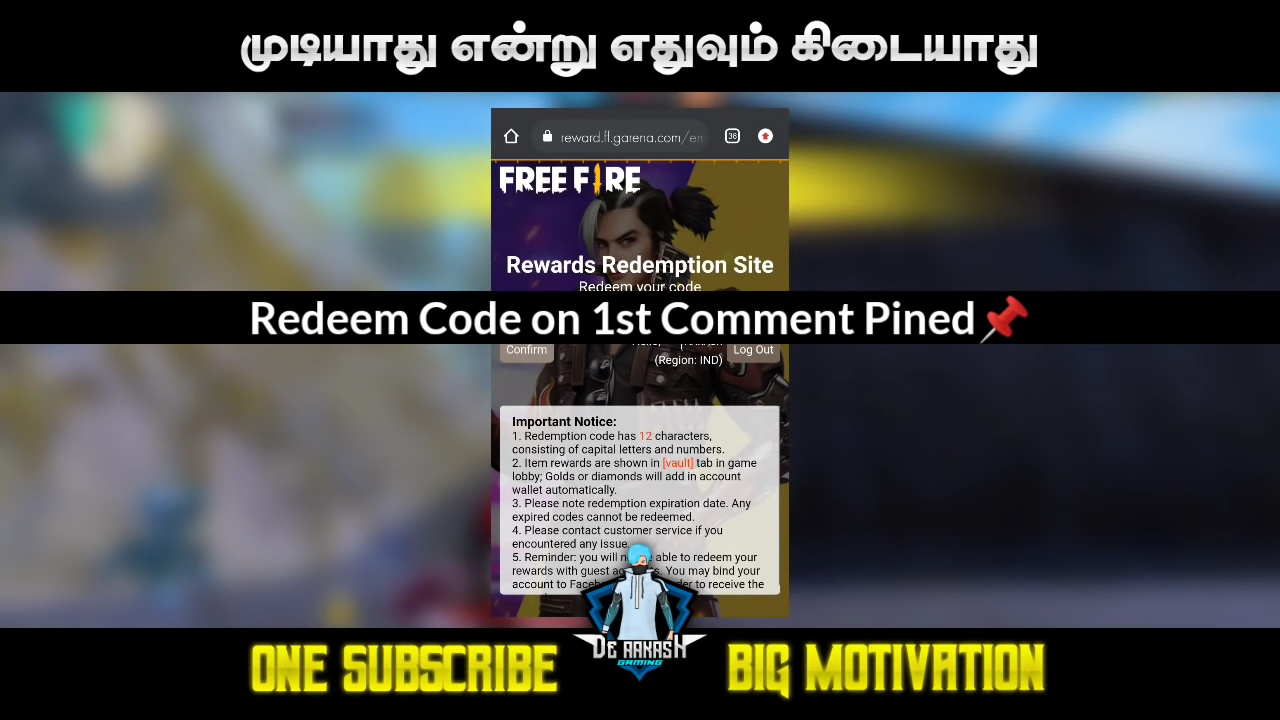 முடியாது என்று எதுவும் கிடையாது
reward.ff.garena.com/en
38
FREE FIRE
Rewards Redemption Site
Redeem your code
Redeem Code on 1st Comment Pined
Confirm
Log Out
(Region: IND)
Important Notice:
1. Redemption code has 12 characters,
consisting of capital letters and numbers.
2. Item rewards are shown in [vault] tab in game
lobby; Golds or diamonds will add in account
wallet automatically.
3. Please note redemption expiration date. Any
expired codes cannot be redeemed.
4. Please contact customer service if you
encountered any issue.
5. Reminder: you will able to redeem your
rewards with guest You may bind your
account to to receive the
DE AAKASH
GAMING
ONE SUBSCRIBE
BIG MOTIVATION